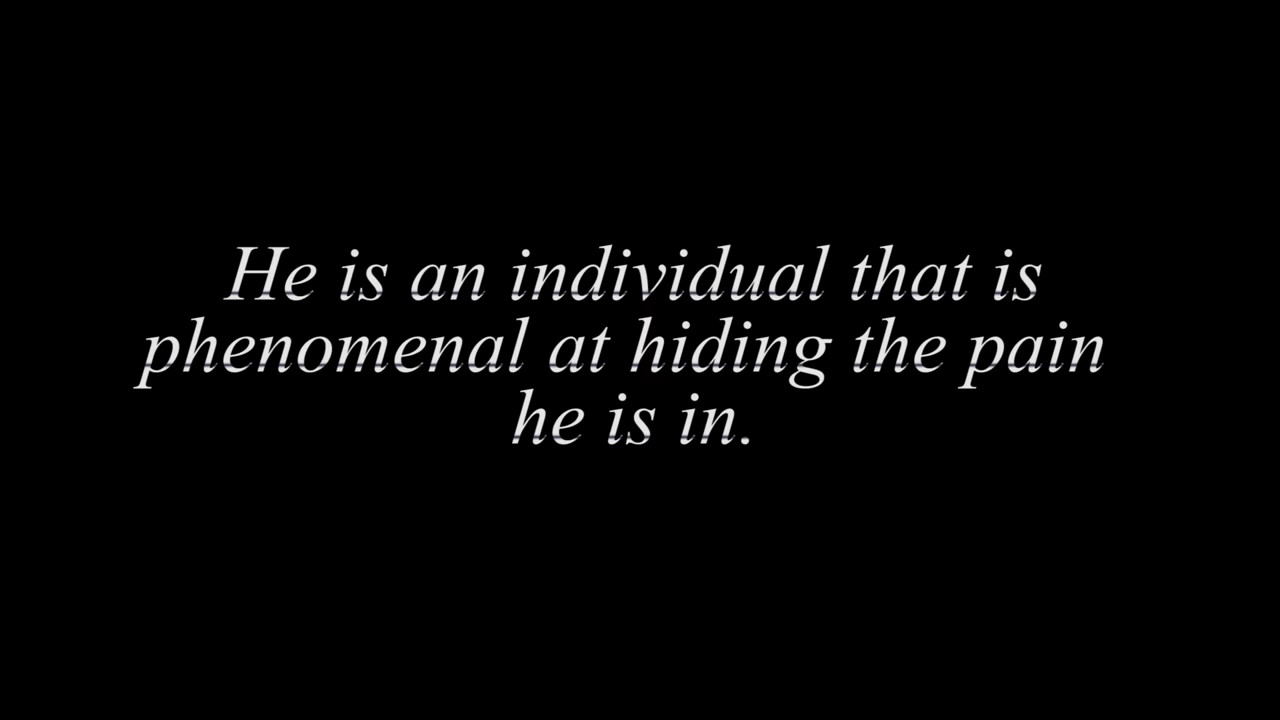 He is an individual that is
phenomenal at hiding the pain
he is in.